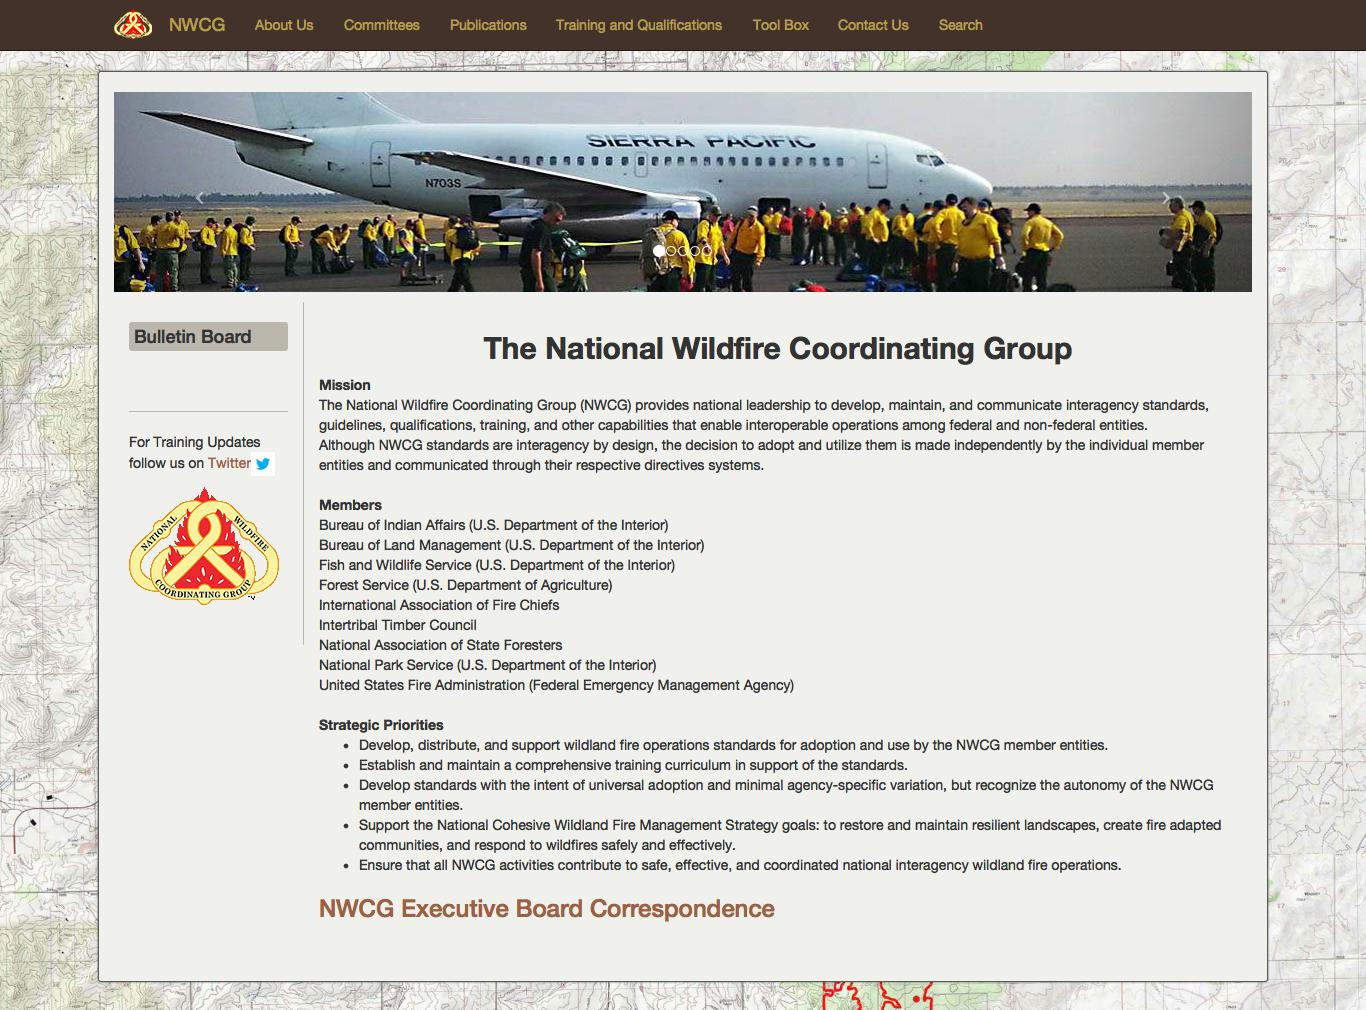 NWCG About Us Committees Publications Training and Qualifications Tool Box Contact Us Search
SIERRA PACIFIC
N703S
Bulletin Board
For Training Updates
follow us on Twitter
NATIONAL WILDFIRE
COORDINATING GROUP
The National Wildfire Coordinating Group
Mission
The National Wildfire Coordinating Group (NWCG) provides national leadership to develop, maintain, and communicate interagency standards,
guidelines, qualifications, training, and other capabilities that enable interoperable operations among federal and non-federal entities.
Although NWCG standards are interagency by design, the decision to adopt and utilize them is made independently by the individual member
entities and communicated through their respective directives systems.
Members
Bureau of Indian Affairs (U.S. Department of the Interior)
Bureau of Land Management (U.S. Department of the Interior)
Fish and Wildlife Service (U.S. Department of the Interior)
Forest Service (U.S. Department of Agriculture)
International Association of Fire Chiefs
Intertribal Timber Council
National Association of State Foresters
National Park Service (U.S. Department of the Interior)
United States Fire Administration (Federal Emergency Management Agency)
Strategic Priorities
• Develop, distribute, and support wildland fire operations standards for adoption and use by the NWCG member entities.
• Establish and maintain a comprehensive training curriculum in support of the standards.
• Develop standards with the intent of universal adoption and minimal agency-specific variation, but recognize the autonomy of the NWCG
member entities.
• Support the National Cohesive Wildland Fire Management Strategy goals: to restore and maintain resilient landscapes, create fire adapted
communities, and respond to wildfires safely and effectively.
• Ensure that all NWCG activities contribute to safe, effective, and coordinated national interagency wildland fire operations.
NWCG Executive Board Correspondence